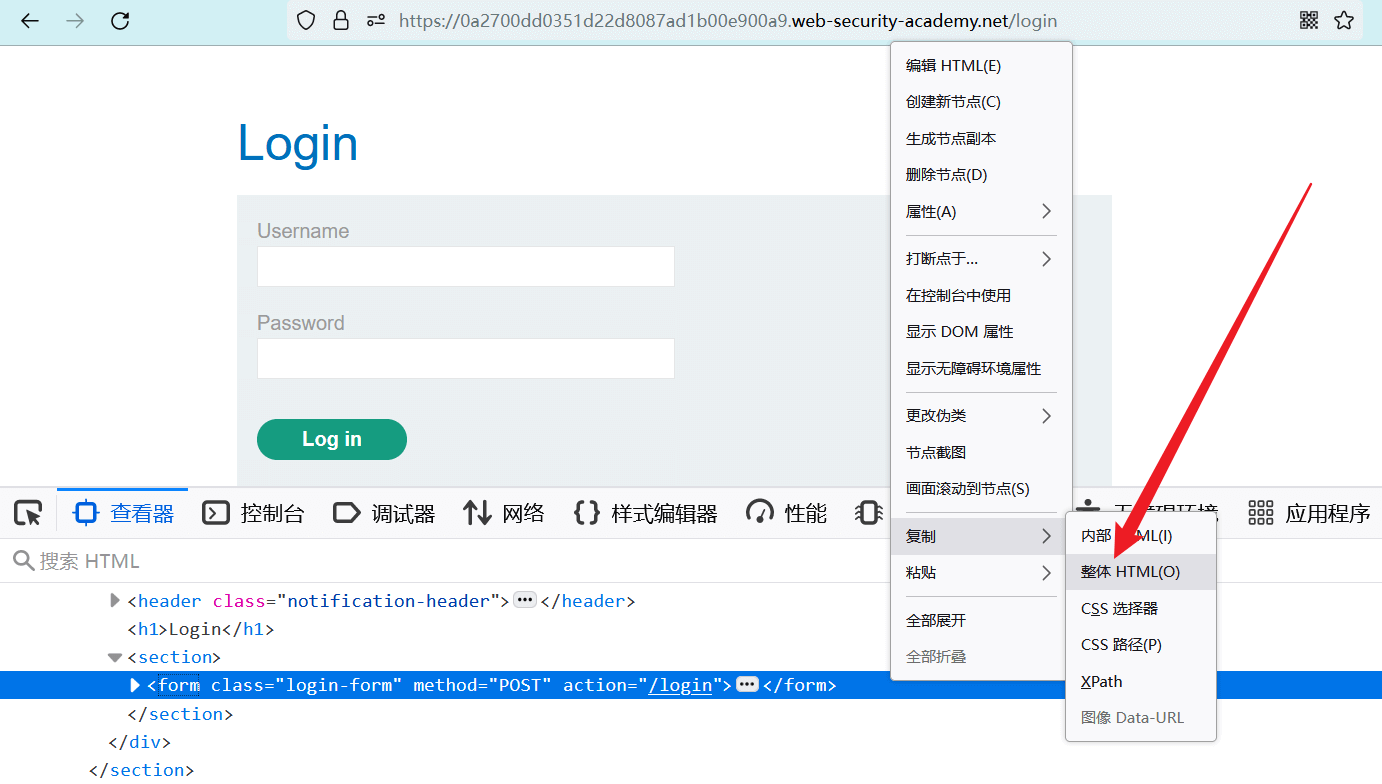 https://0a2700dd0351d22d8087ad1b00e900a9.web-security-academy.net/login
Login
Username
Password
Log in
编辑 HTML(E)
创建新节点(C)
生成节点副本
删除节点(D)
属性(A)
打断点于...
在控制台中使用
显示 DOM 属性
显示无障碍环境属性
更改伪类
节点截图
画面滚动到节点(S)
复制
粘贴
全部展开
全部折叠
内部 HTML(I)
整体 HTML(O)
CSS 选择器
CSS 路径(P)
XPath
图像 Data-URL
查看器 控制台 调试器 网络 {} 样式编辑器 性能 无障碍环境 应用程序
搜索 HTML
<header class="notification-header"></header>
<h1>Login</h1>
<section>
<form class="login-form" method="POST" action="/login"></form>
</section>
</div>
</section>